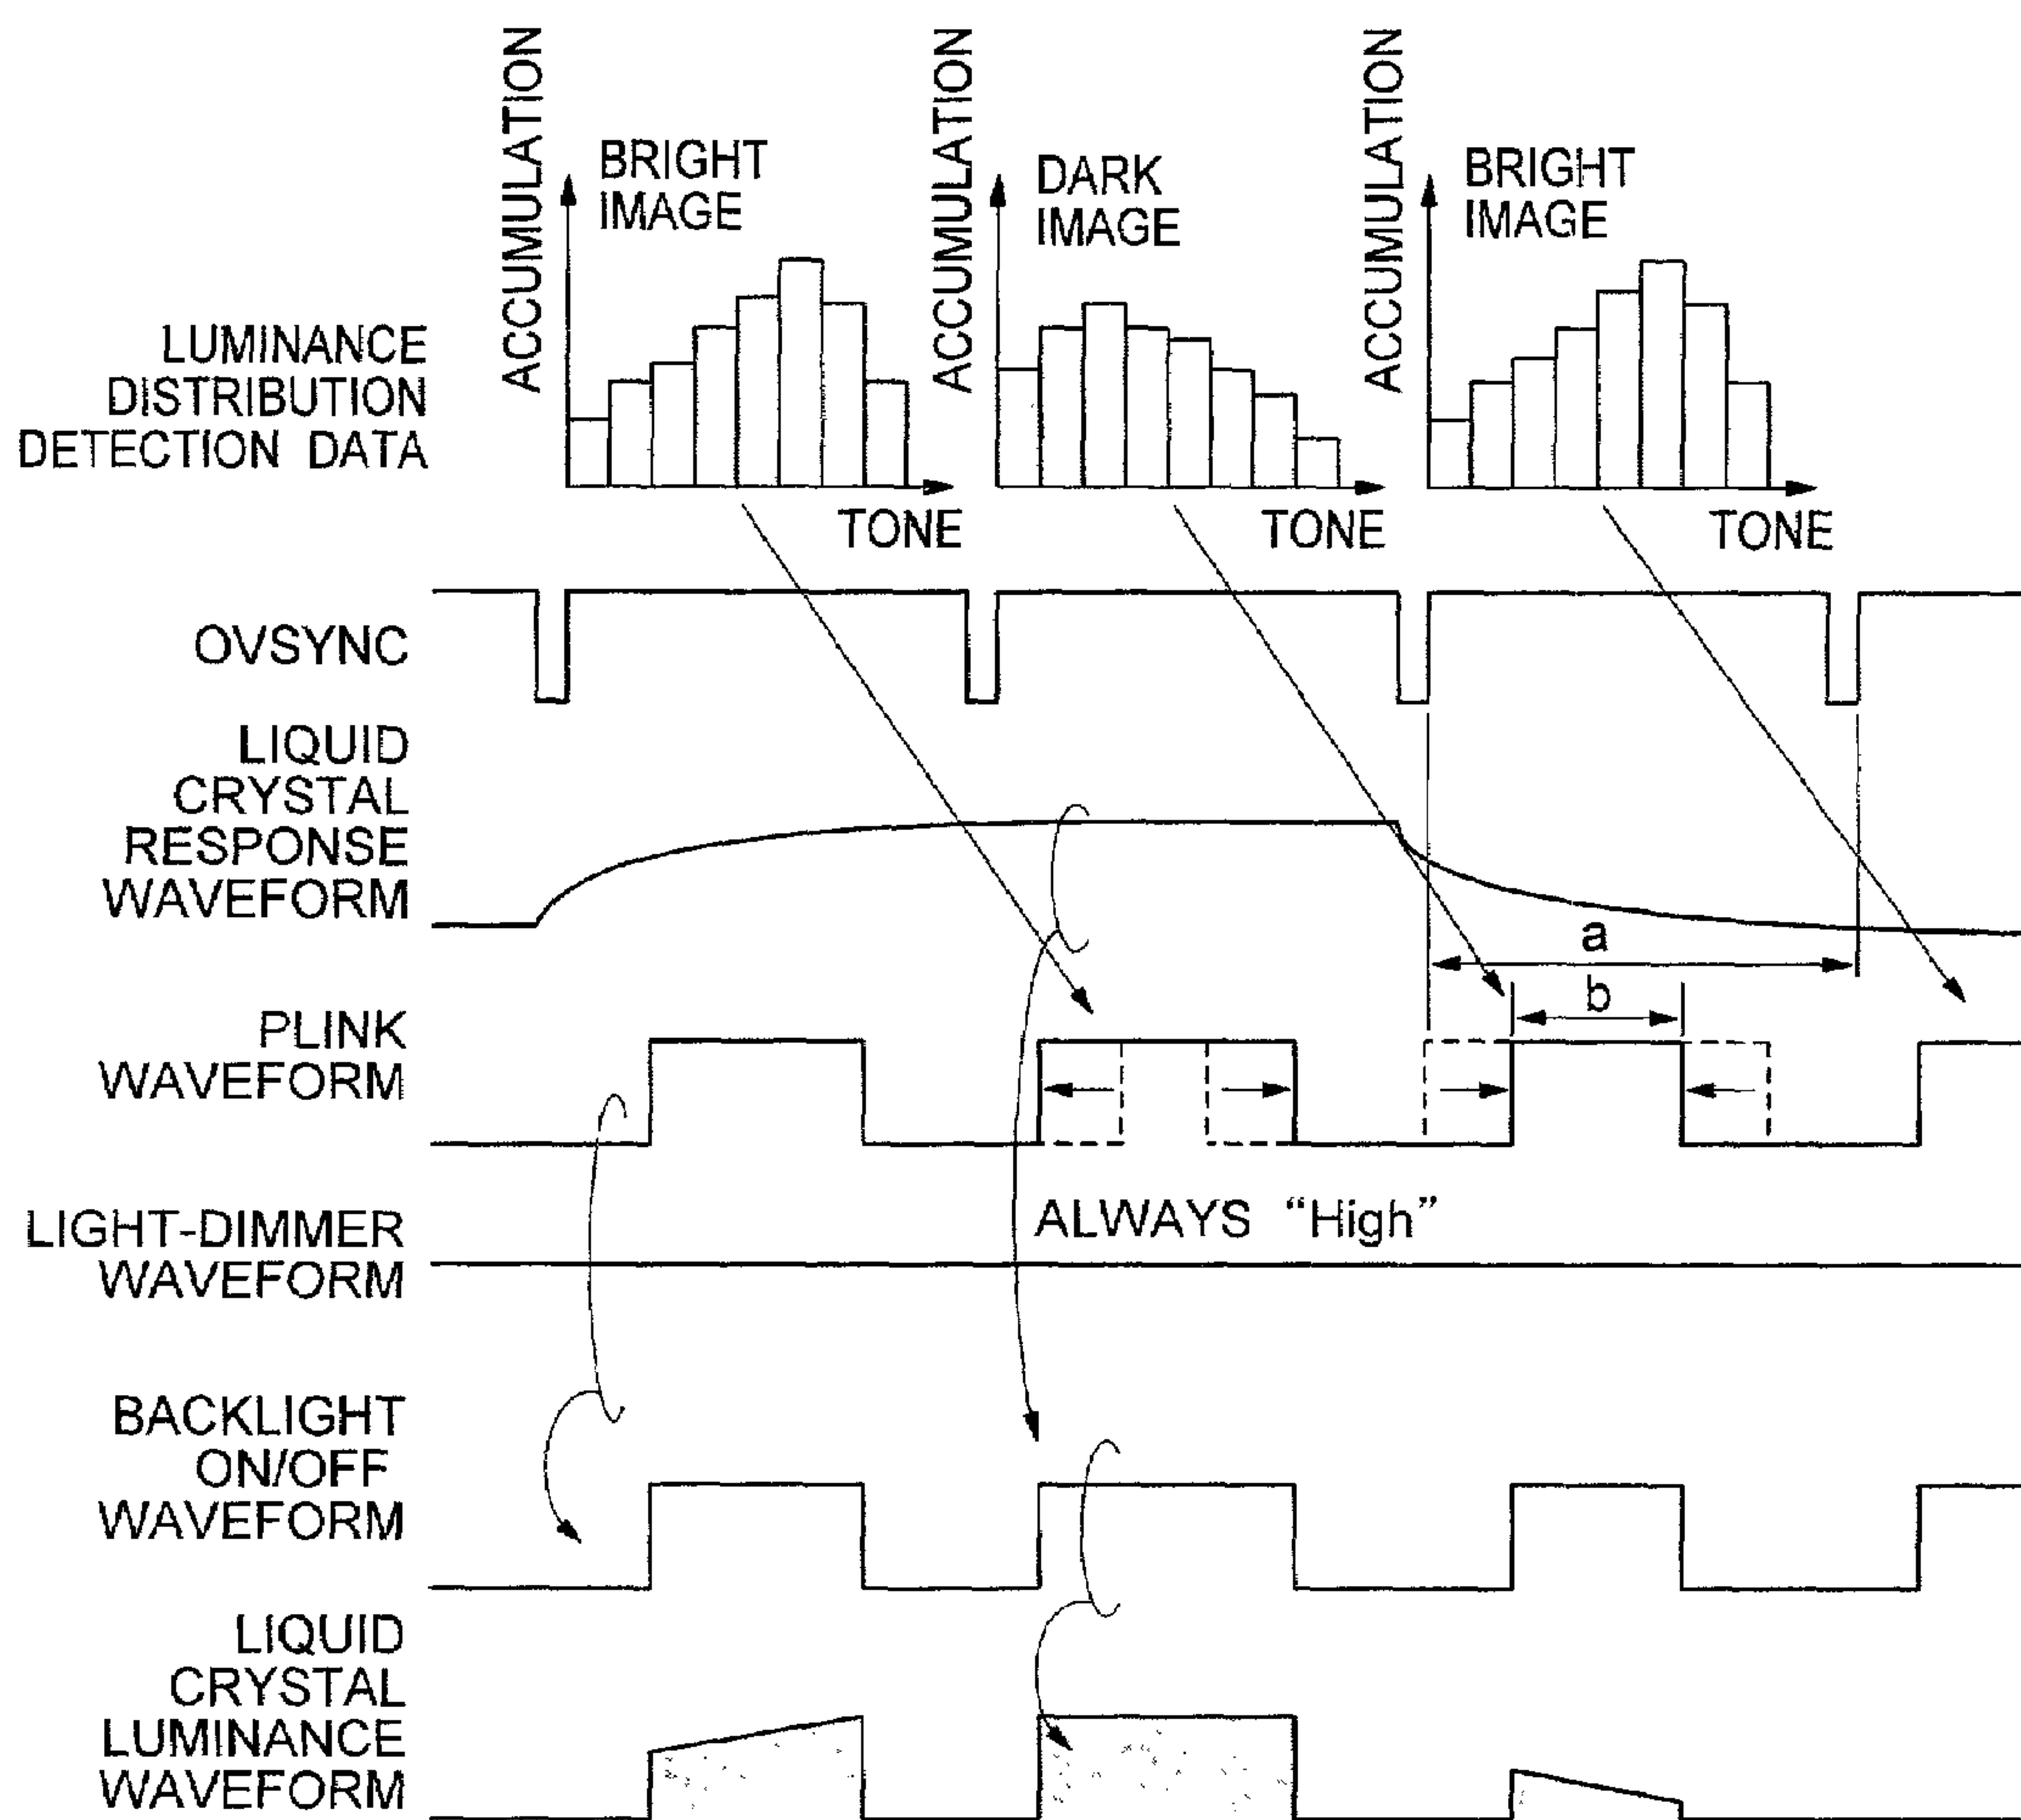 ACCUMULATION
BRIGHT
IMAGE
TONE
ACCUMULATION
DARK
IMAGE
TONE
ACCUMULATION
BRIGHT
IMAGE
TONE
LUMINANCE
DISTRIBUTION
DETECTION DATA
OVSYNC
LIQUID
CRYSTAL
RESPONSE
WAVEFORM
a
b
PLINK
WAVEFORM
LIGHT-DIMMER
WAVEFORM
ALWAYS “High”
BACKLIGHT
ON/OFF
WAVEFORM
LIQUID
CRYSTAL
LUMINANCE
WAVEFORM